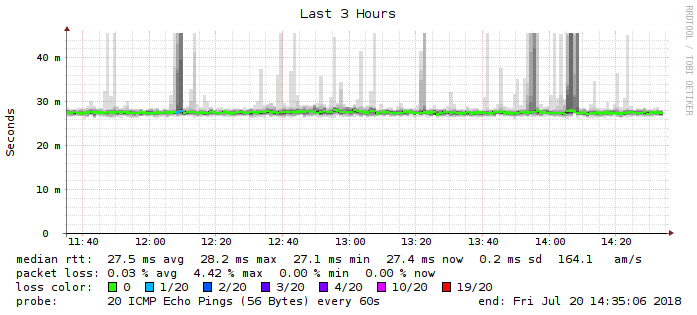 Last 3 Hours
RRDTOOL / TOBI OETIKER
Seconds
40 m
30 m
20 m
10 m
0
11:40 12:00 12:20 12:40 13:00 13:20 13:40 14:00 14:20
median rtt: 27.5 ms avg 28.2 ms max 27.1 ms min 27.4 ms now 0.2 ms sd 164.1 am/s
packet loss: 0.03 % avg 4.42 % max 0.00 % min 0.00 % now
loss color: 0 1/20 2/20 3/20 4/20 10/20 19/20
probe: 20 ICMP Echo Pings (56 Bytes) every 60s end: Fri Jul 20 14:35:06 2018